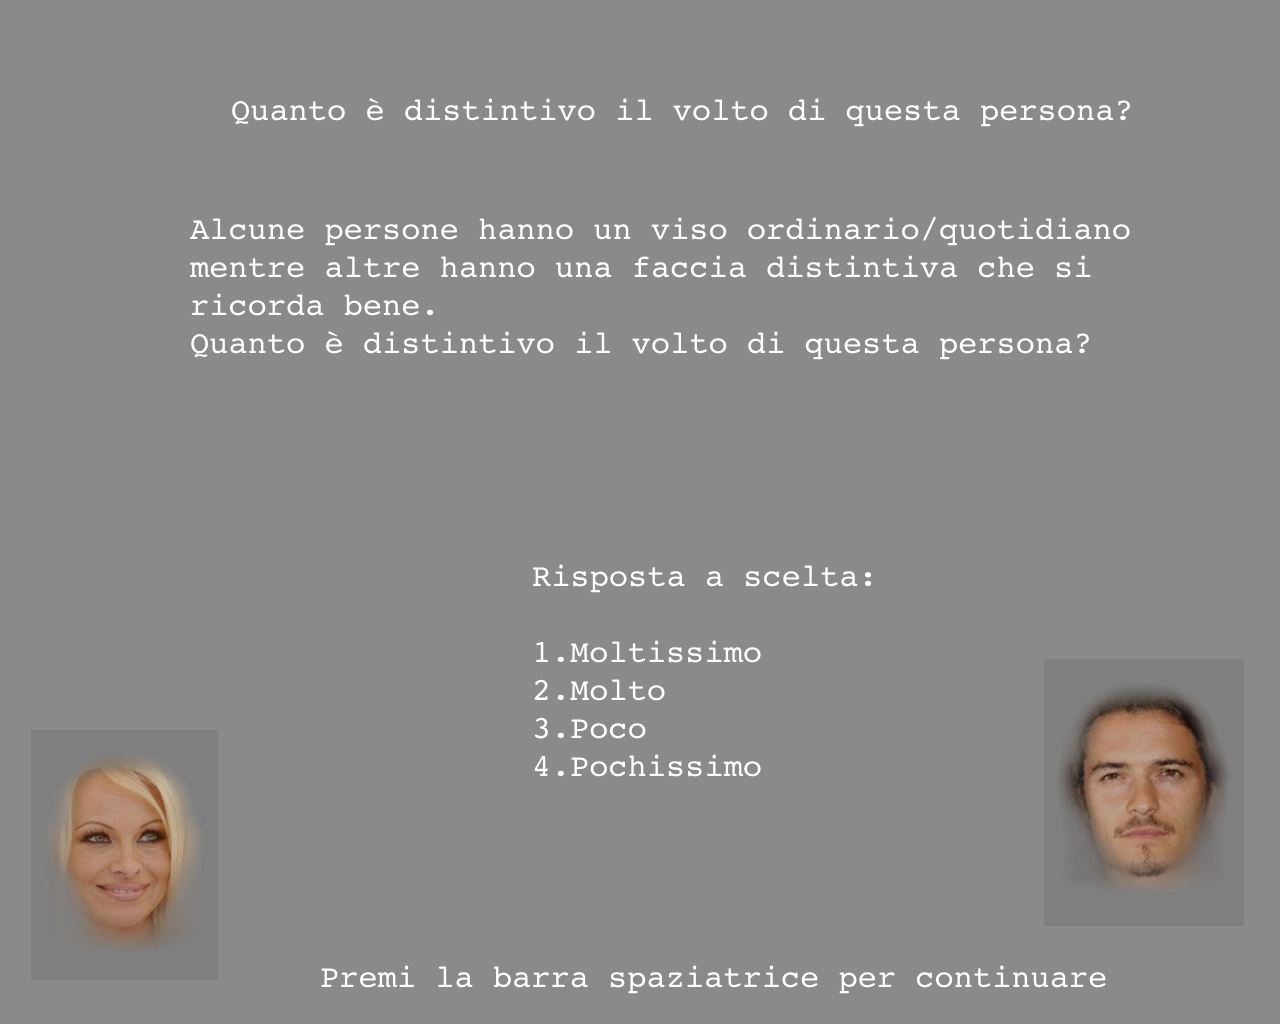 Quanto è distintivo il volto di questa persona?
Alcune persone hanno un viso ordinario/quotidiano
mentre altre hanno una faccia distintiva che si
ricorda bene.
Quanto è distintivo il volto di questa persona?
Risposta a scelta:
1.Moltissimo
2.Molto
3.Poco
4.Pochissimo
Premi la barra spaziatrice per continuare